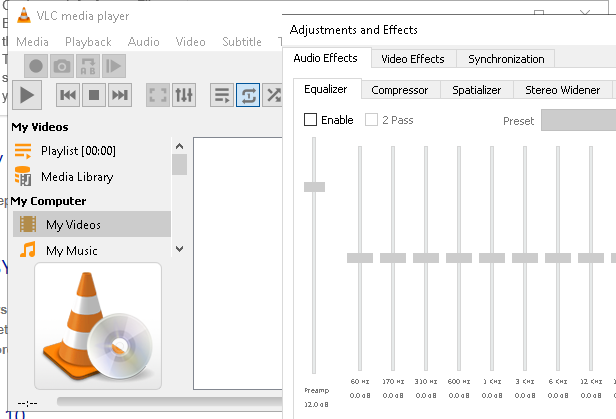 VLC media player
Media Playback Audio Video Subtitle
My Videos
Playlist [00:00]
Media Library
My Computer
My Videos
My Music
--:--
10
Adjustments and Effects
Audio Effects Video Effects Synchronization
Equalizer Compressor Spatializer Stereo Widener
Enable 2 Pass Preset
60 Hz 170 Hz 310 Hz 600 Hz 1 KHz 3 KHz 6 KHz 12 KHz
Preamp 0.0 dB 0.0 dB 0.0 dB 0.0 dB 0.0 dB 0.0 dB 0.0 dB 0.0 dB
12.0 dB